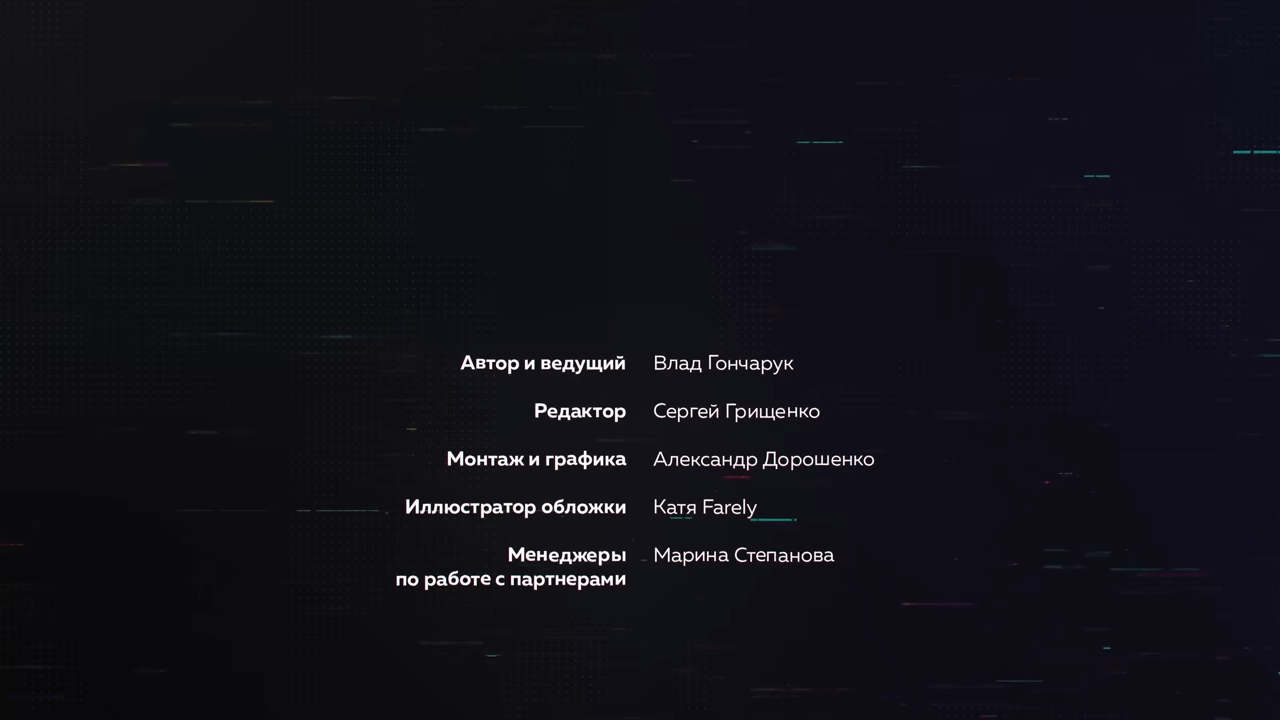 Автор и ведущий Влад Гончарук
Редактор Сергей Грищенко
Монтаж и графика Александр Дорошенко
Иллюстратор обложки Катя Farely
Менеджеры Марина Степанова
по работе с партнерами